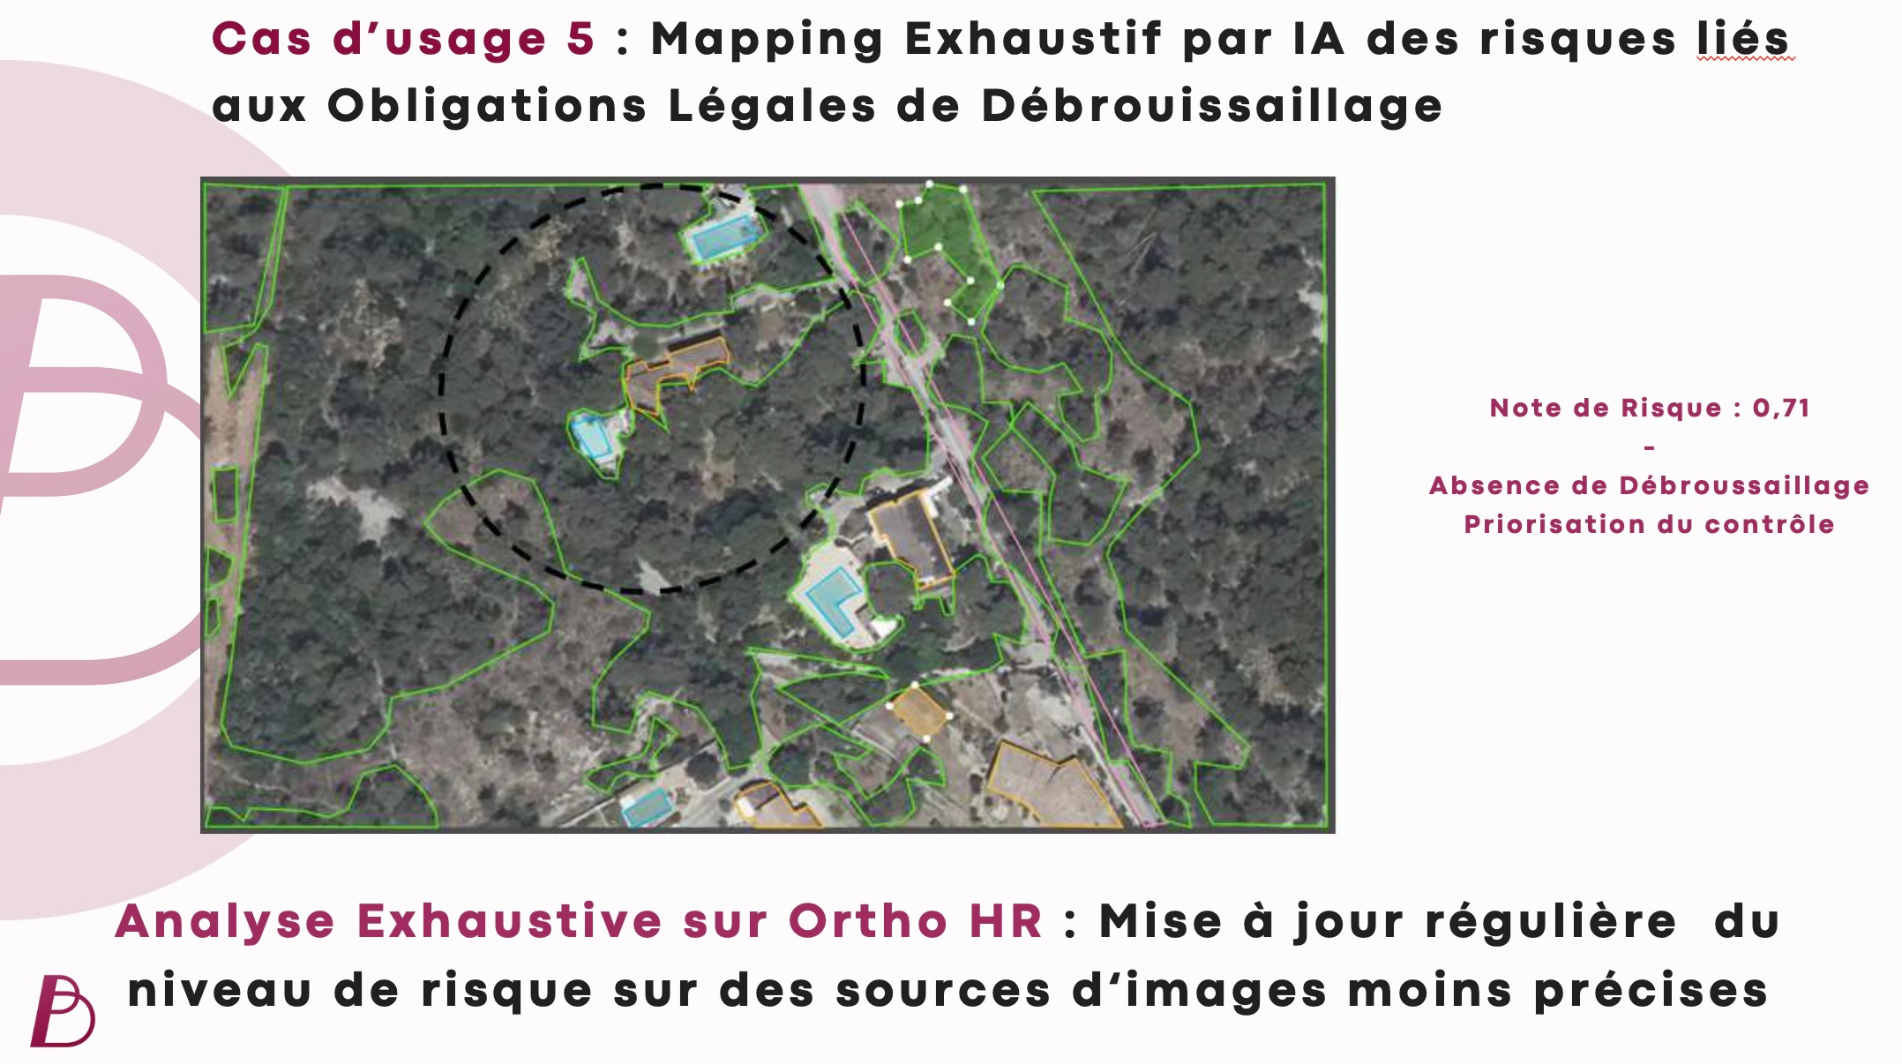 Cas d’usage 5 : Mapping Exhaustif par IA des risques liés
aux Obligations Légales de Débrouissaillage
Note de Risque : 0,71
-
Absence de Débroussaillage
Priorisation du contrôle
Analyse Exhaustive sur Ortho HR : Mise à jour régulière  du
niveau de risque sur des sources d‘images moins précises